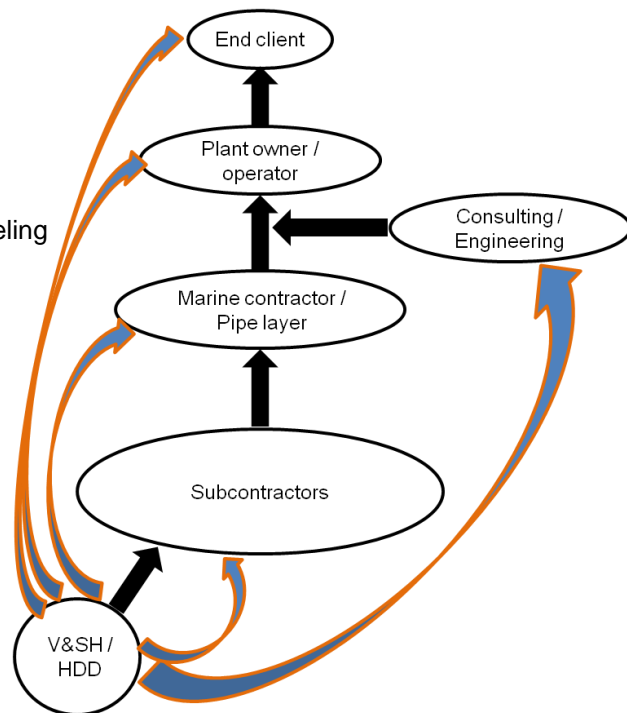 End client
Plant owner /
operator
eling
Consulting /
Engineering
Marine contractor /
Pipe layer
Subcontractors
V&SH /
HDD